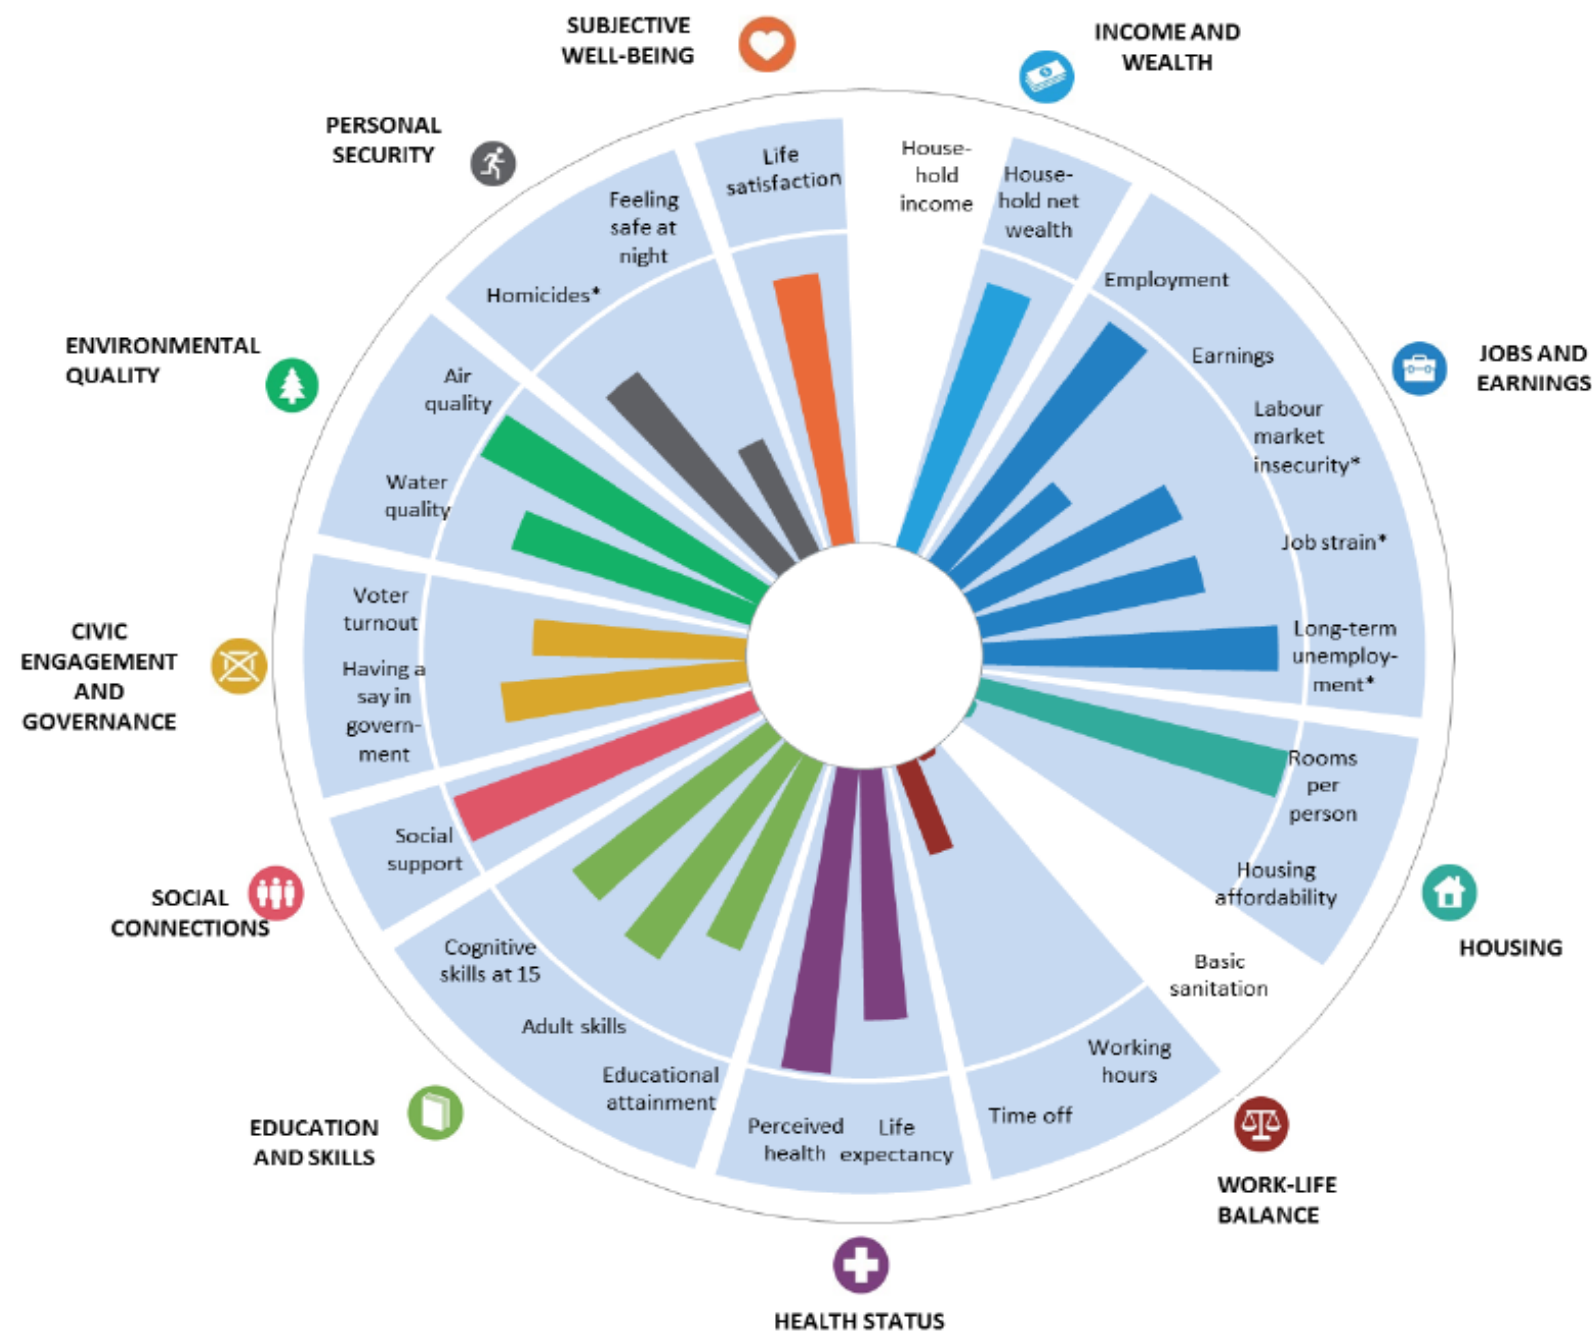 SUBJECTIVE
WELL-BEING
INCOME AND
WEALTH
PERSONAL
SECURITY
Life
satisfaction
House-
hold
income
House-
hold net
wealth
Feeling
safe at
night
Homicides*
Employment
Earnings
Labour
market
insecurity*
Job strain*
Long-term
unemploy-
ment*
JOBS AND
EARNINGS
ENVIRONMENTAL
QUALITY
Air
quality
Water
quality
CIVIC
ENGAGEMENT
AND
GOVERNANCE
Voter
turnout
Having a
say in
govern-
ment
Rooms
per
person
Housing
affordability
Basic
sanitation
HOUSING
Social
support
SOCIAL
CONNECTIONS
Cognitive
skills at 15
Adult skills
Educational
attainment
EDUCATION
AND SKILLS
Perceived
health
Life
expectancy
Time off
Working
hours
WORK-LIFE
BALANCE
HEALTH STATUS